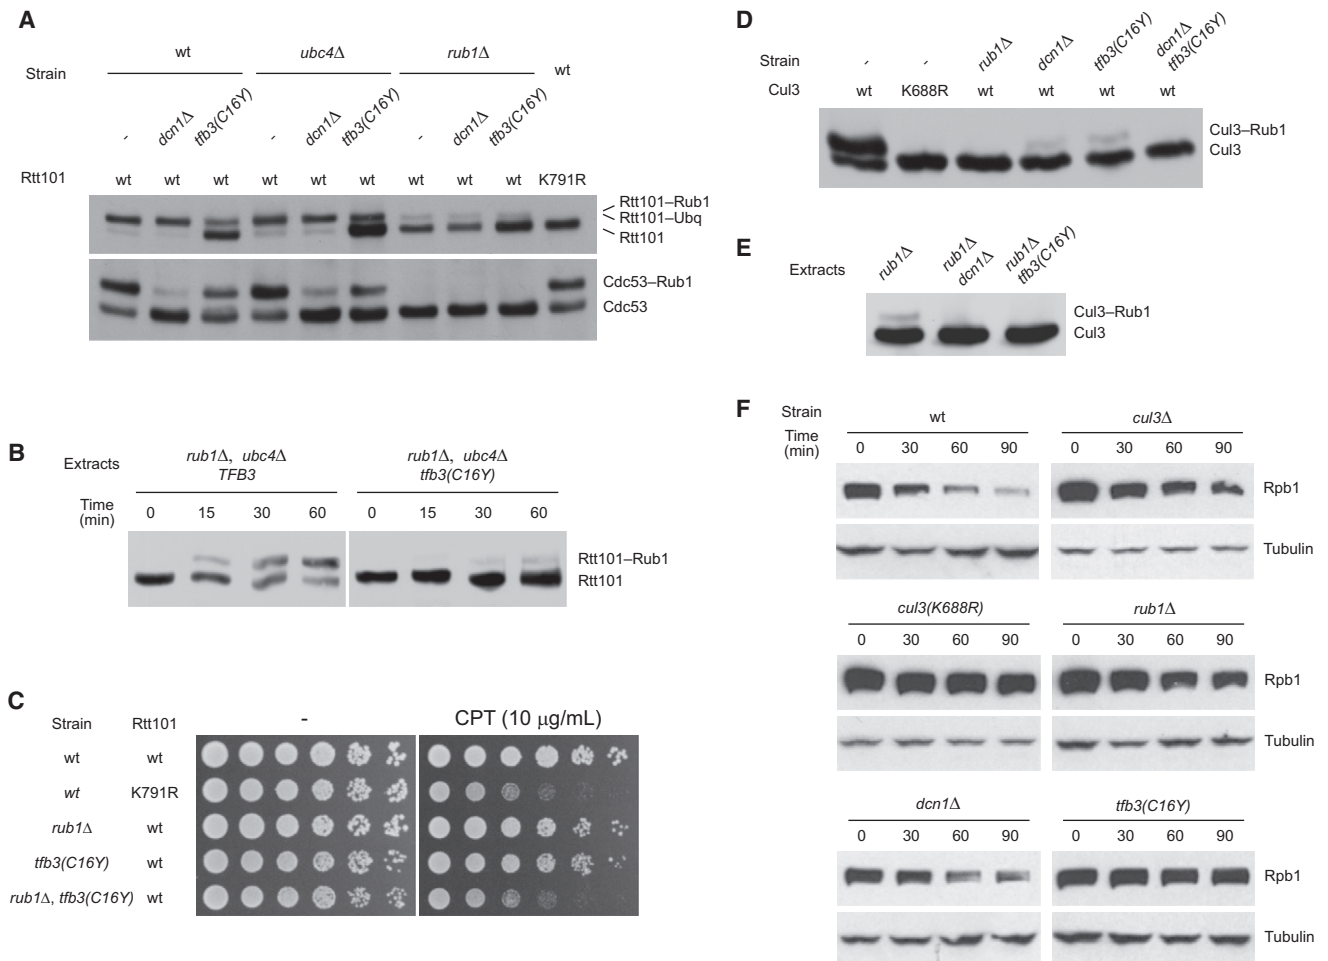 A
Strain
wt
ubc4Δ
rub1Δ
wt
- dcn1Δ tfb3(C16Y) - dcn1Δ tfb3(C16Y) - dcn1Δ tfb3(C16Y)
Rtt101 wt wt wt wt wt wt wt wt wt K791R
Rtt101–Rub1
Rtt101–Ubq
Rtt101
Cdc53–Rub1
Cdc53
B
Extracts
rub1Δ, ubc4Δ
TFB3
rub1Δ, ubc4Δ
tfb3(C16Y)
Time
(min)
0 15 30 60 0 15 30 60
Rtt101–Rub1
Rtt101
C
Strain Rtt101 - CPT (10 μg/mL)
wt wt
wt K791R
rub1Δ wt
tfb3(C16Y) wt
rub1Δ, tfb3(C16Y) wt
D
Strain - - rub1Δ dcn1Δ tfb3(C16Y) dcn1Δ
tfb3(C16Y)
Cul3 wt K688R wt wt wt wt
Cul3–Rub1
Cul3
E
Extracts rub1Δ rub1Δ
dcn1Δ
rub1Δ
tfb3(C16Y)
Cul3–Rub1
Cul3
F
Strain wt cul3Δ
Time
(min)
0 30 60 90 0 30 60 90
Rpb1
Tubulin
cul3(K688R) rub1Δ
0 30 60 90 0 30 60 90
Rpb1
Tubulin
dcn1Δ tfb3(C16Y)
0 30 60 90 0 30 60 90
Rpb1
Tubulin